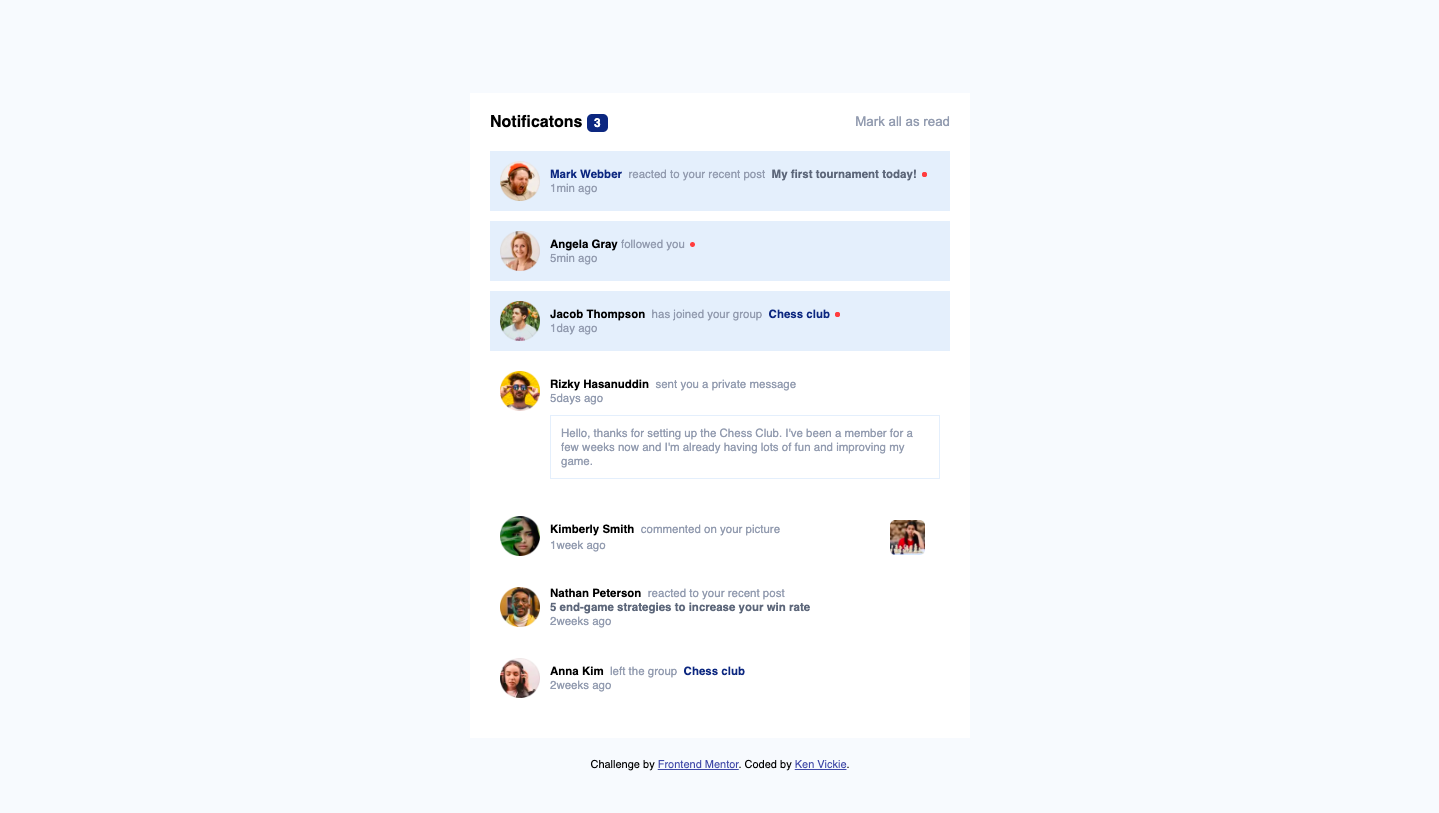 Notificatons 3
Mark all as read
Mark Webber reacted to your recent post My first tournament today!
1min ago
Angela Gray followed you
5min ago
Jacob Thompson has joined your group Chess club
1day ago
Rizky Hasanuddin sent you a private message
5days ago
Hello, thanks for setting up the Chess Club. I've been a member for a
few weeks now and I'm already having lots of fun and improving my
game.
Kimberly Smith commented on your picture
1week ago
Nathan Peterson reacted to your recent post
5 end-game strategies to increase your win rate
2weeks ago
Anna Kim left the group Chess club
2weeks ago
Challenge by Frontend Mentor. Coded by Ken Vickie.